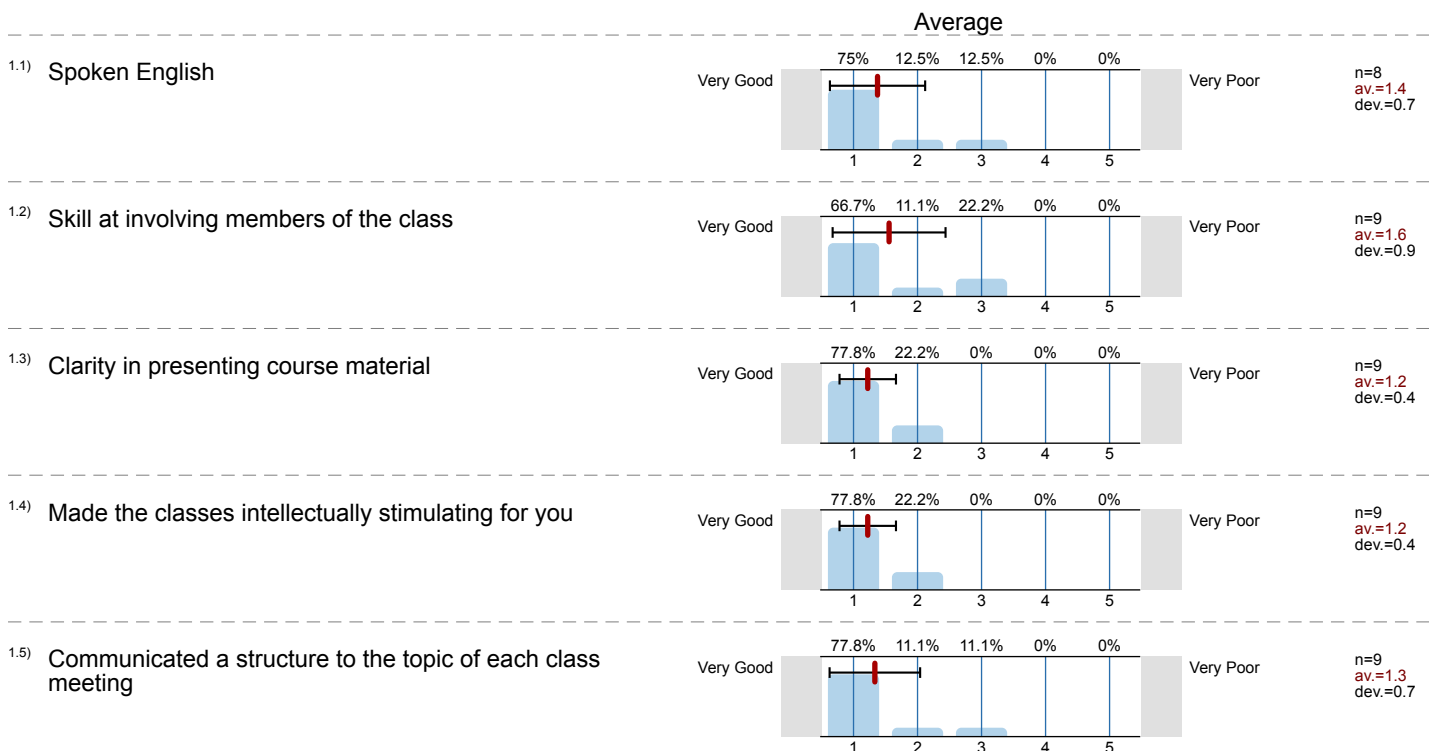 Average
1.1) Spoken English
Very Good
75% 12.5% 12.5% 0% 0%
1 2 3 4 5
Very Poor
n=8
av.=1.4
dev.=0.7
1.2) Skill at involving members of the class
Very Good
66.7% 11.1% 22.2% 0% 0%
1 2 3 4 5
Very Poor
n=9
av.=1.6
dev.=0.9
1.3) Clarity in presenting course material
Very Good
77.8% 22.2% 0% 0% 0%
1 2 3 4 5
Very Poor
n=9
av.=1.2
dev.=0.4
1.4) Made the classes intellectually stimulating for you
Very Good
77.8% 22.2% 0% 0% 0%
1 2 3 4 5
Very Poor
n=9
av.=1.2
dev.=0.4
1.5) Communicated a structure to the topic of each class
meeting
Very Good
77.8% 11.1% 11.1% 0% 0%
1 2 3 4 5
Very Poor
n=9
av.=1.3
dev.=0.7